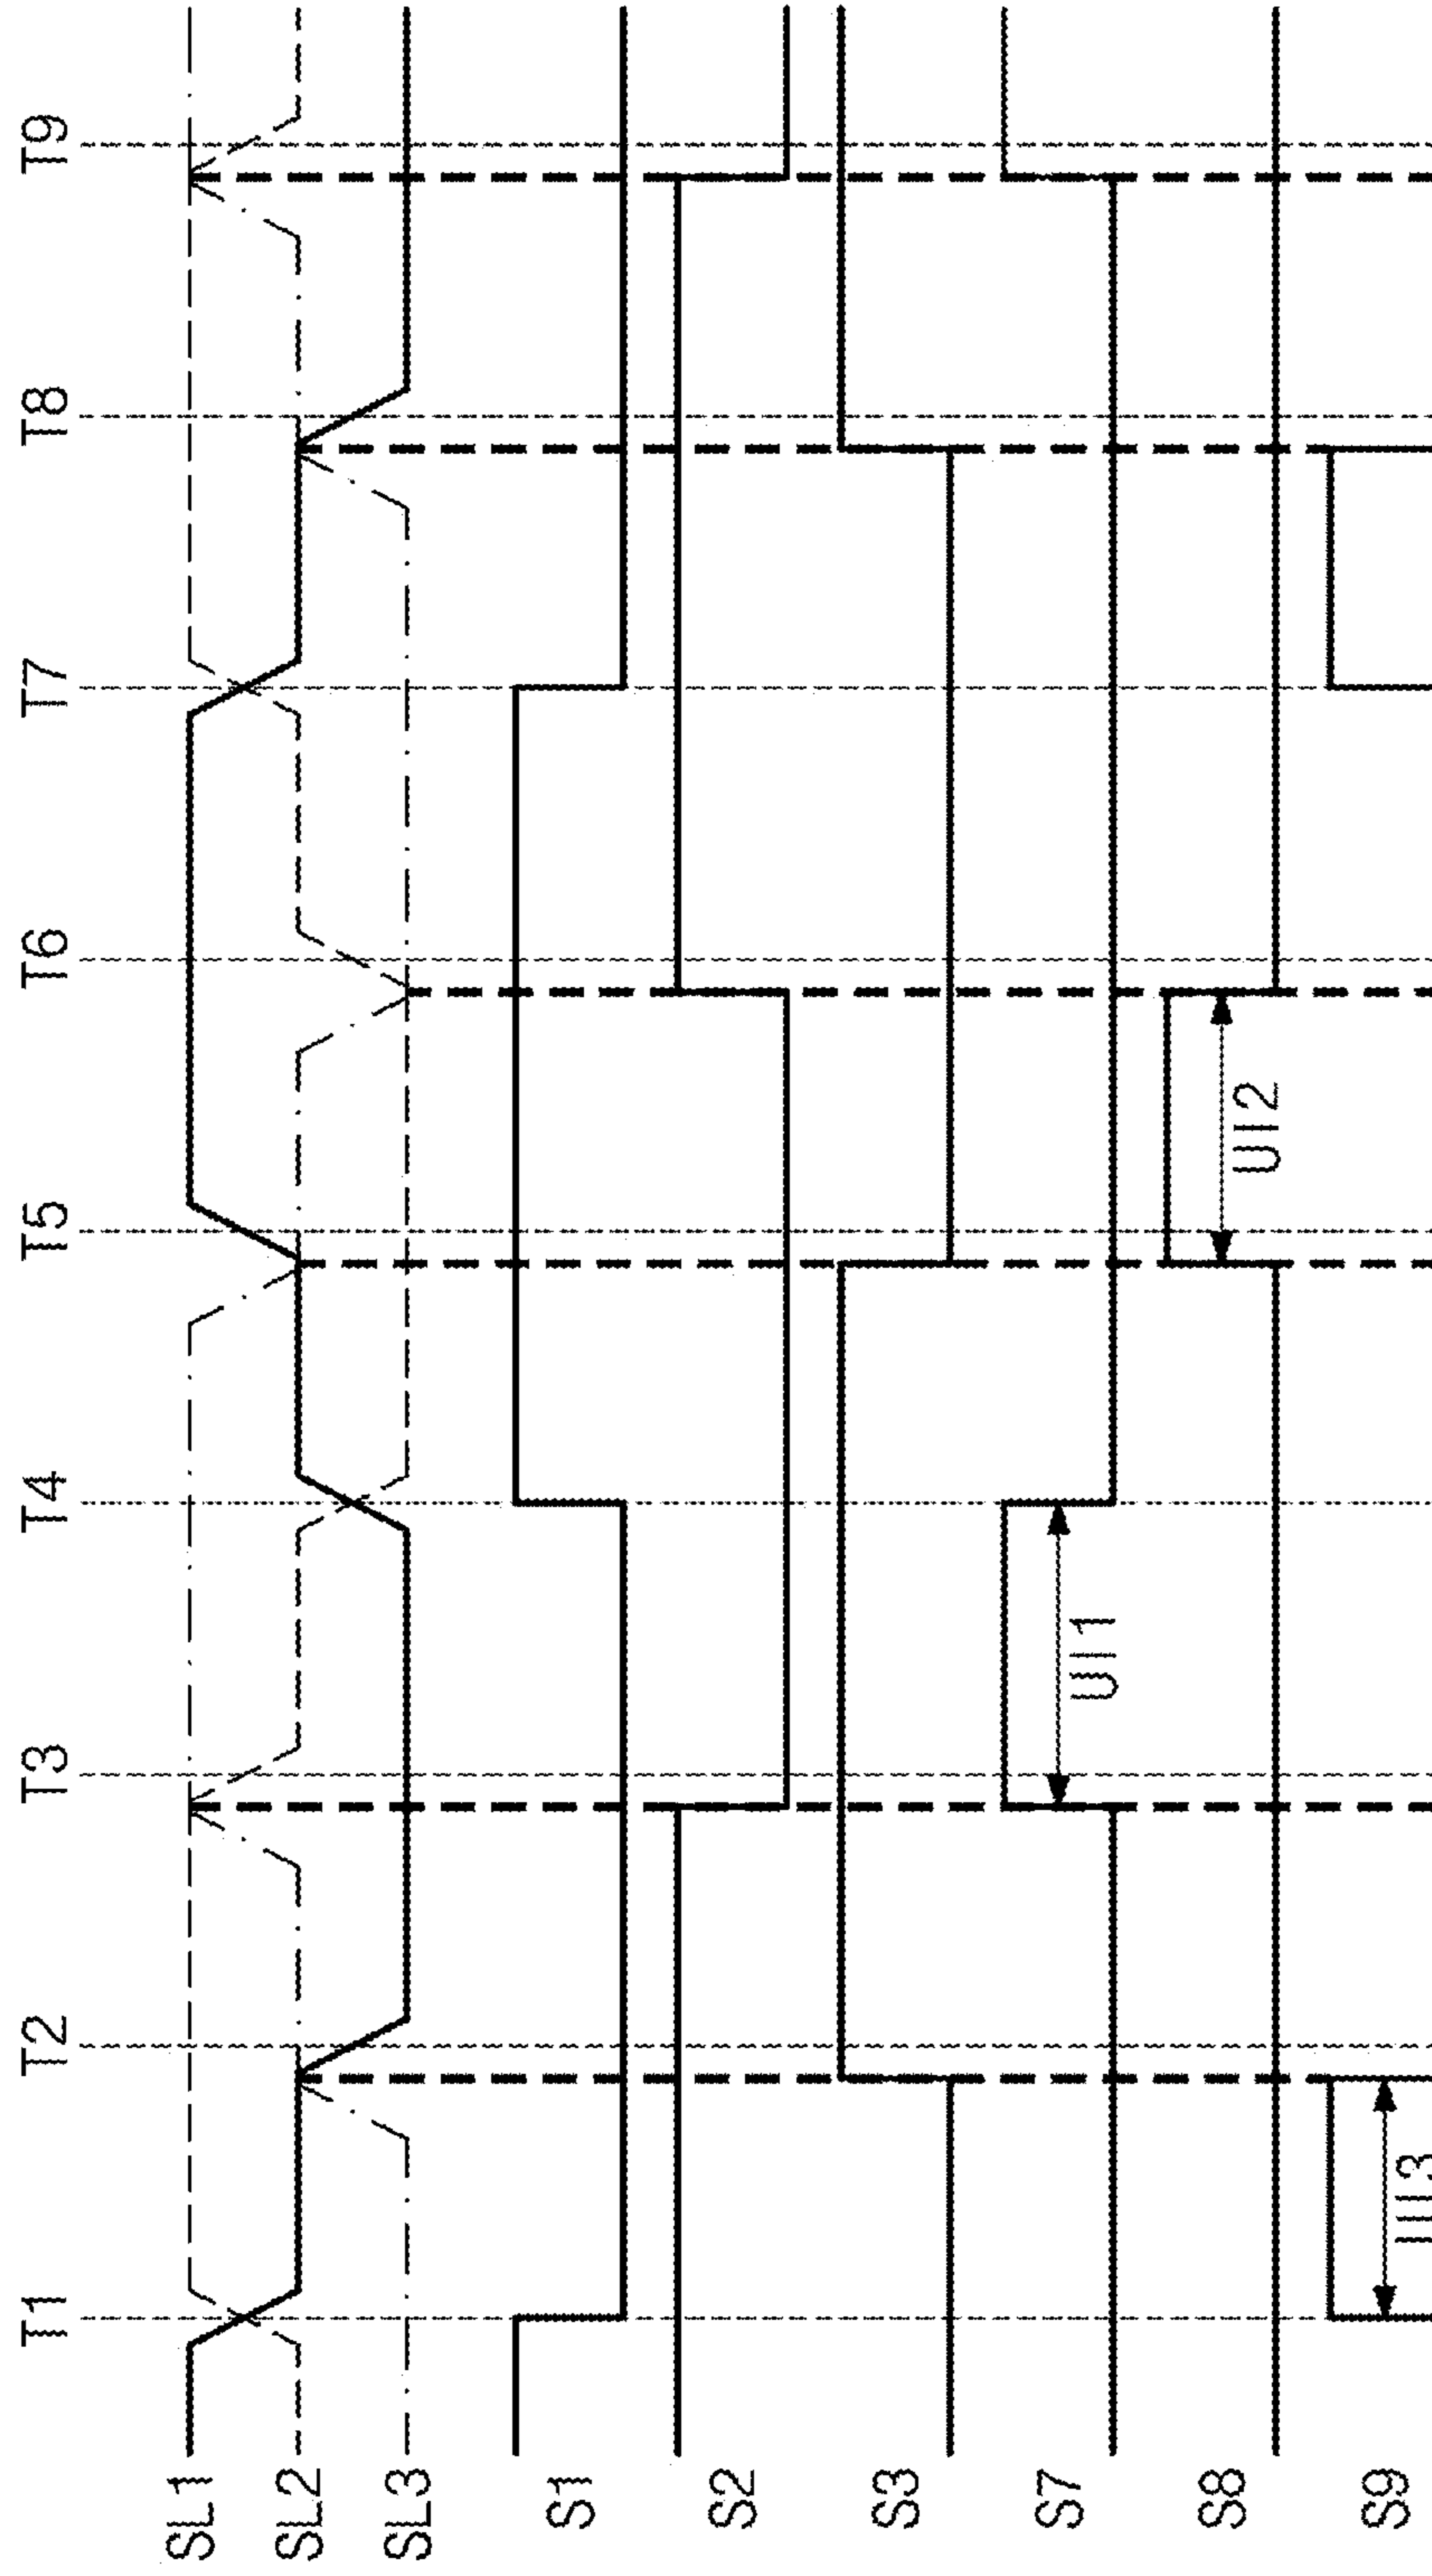 T1 T2 T3 T4 T5 T6 T7 T8 T9
SL1
SL2
SL3
S1
S2
S3
S7
UI1
S8
UI2
S9
UI3